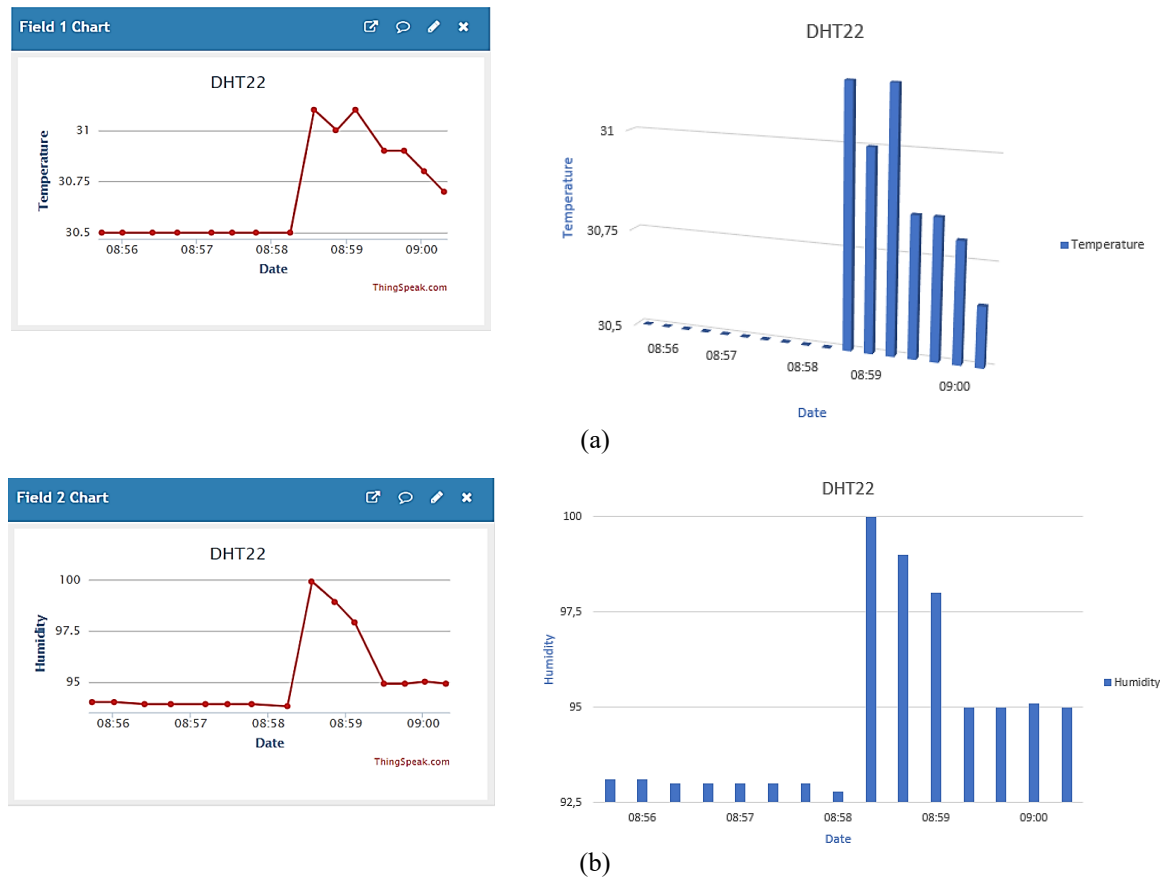 Field 1 Chart
DHT22
31
30.75
30.5
Temperature
08:56 08:57 08:58 08:59 09:00
Date
ThingSpeak.com
DHT22
31
30,75
30,5
Temperature
08:56 08:57 08:58 08:59 09:00
Date
Temperature
(a)
Field 2 Chart
DHT22
100
97.5
95
Humidity
08:56 08:57 08:58 08:59 09:00
Date
ThingSpeak.com
DHT22
100
97,5
95
92,5
Humidity
08:56 08:57 08:58 08:59 09:00
Date
Humidity
(b)